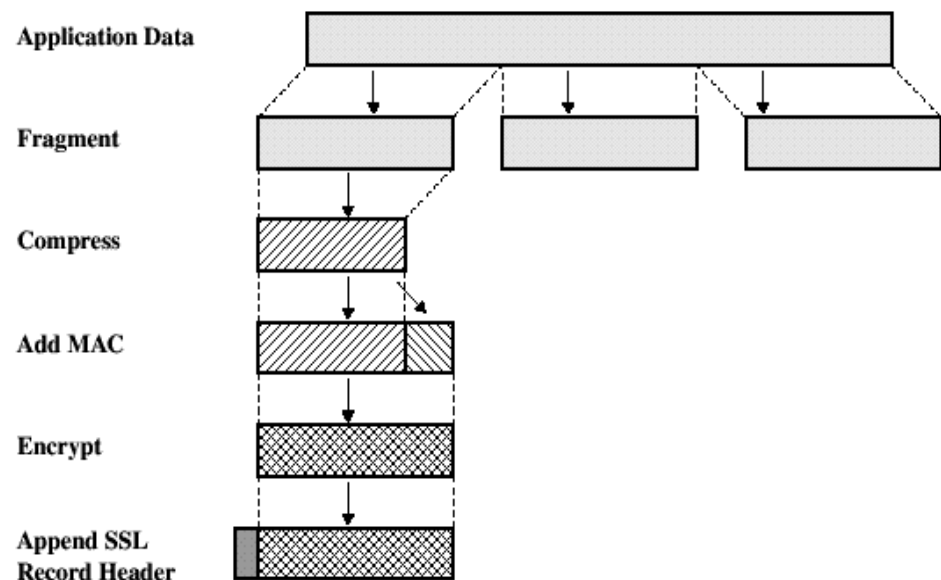 Application Data
Fragment
Compress
Add MAC
Encrypt
Append SSL
Record Header